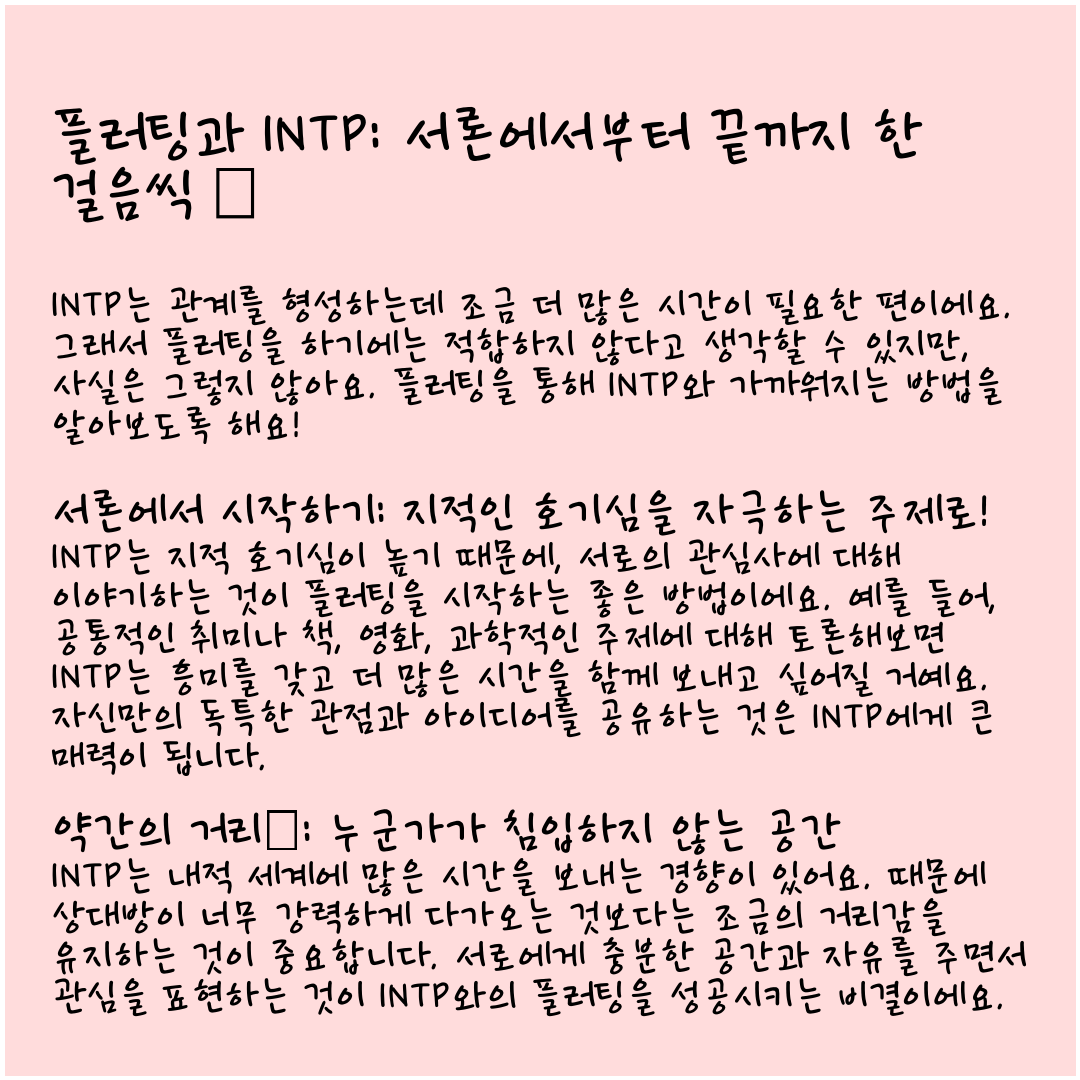 플러팅과 INTP: 서론에서부터 끝까지 한
걸음씩 □
INTP는 관계를 형성하는데 조금 더 많은 시간이 필요한 편이에요.
그래서 플러팅을 하기에는 적합하지 않다고 생각할 수 있지만,
사실은 그렇지 않아요. 플러팅을 통해 INTP와 가까워지는 방법을
알아보도록 해요!
서론에서 시작하기: 지적인 호기심을 자극하는 주제로!
INTP는 지적 호기심이 높기 때문에, 서로의 관심사에 대해
이야기하는 것이 플러팅을 시작하는 좋은 방법이에요. 예를 들어,
공통적인 취미나 책, 영화, 과학적인 주제에 대해 토론해보면
INTP는 흥미를 갖고 더 많은 시간을 함께 보내고 싶어질 거예요.
자신만의 독특한 관점과 아이디어를 공유하는 것은 INTP에게 큰
매력이 됩니다.
약간의 거리□: 누군가가 침입하지 않는 공간
INTP는 내적 세계에 많은 시간을 보내는 경향이 있어요. 때문에
상대방이 너무 강력하게 다가오는 것보다는 조금의 거리감을
유지하는 것이 중요합니다. 서로에게 충분한 공간과 자유를 주면서
관심을 표현하는 것이 INTP와의 플러팅을 성공시키는 비결이에요.